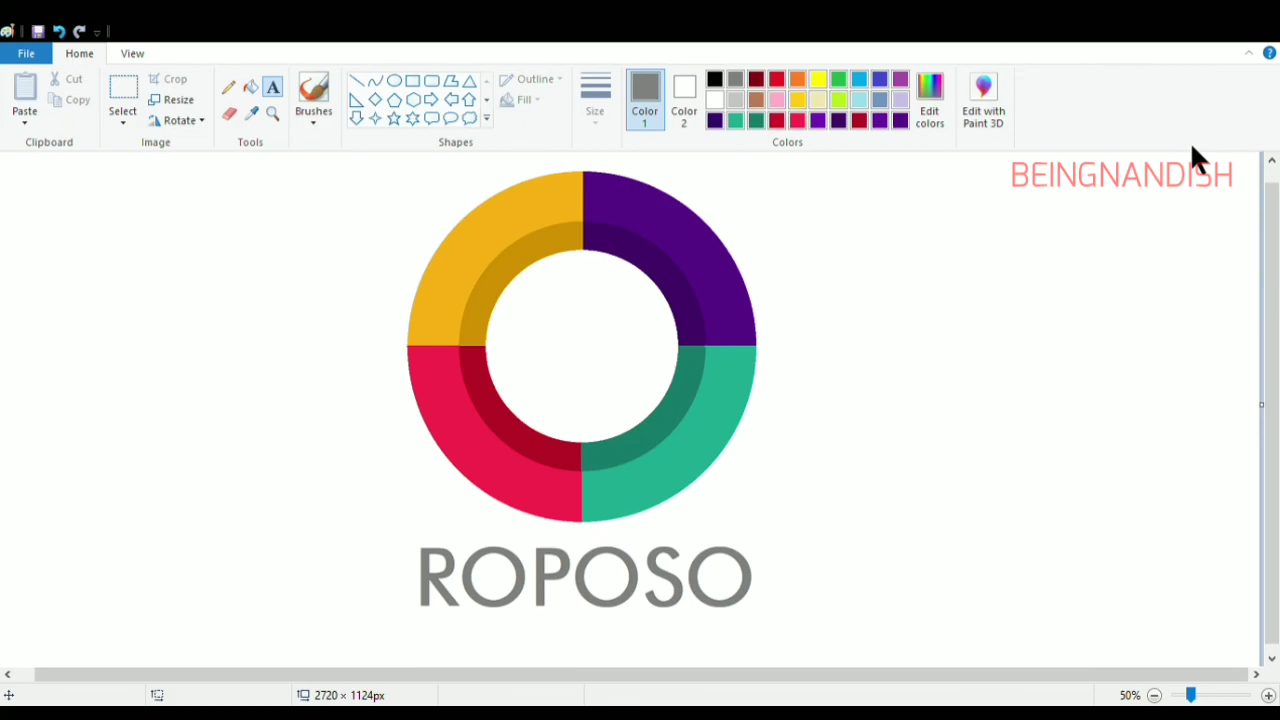 File Home View
Cut
Copy
Paste
Select
Crop
Resize
Rotate
Brushes
Outline
Fill
Size
Color
1
Color
2
Edit
colors
Edit with
Paint 3D
Clipboard Image Tools Shapes Colors
BEINGNANDISH
ROPOSO
2720 × 1124px 50%